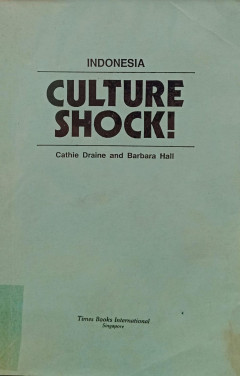 INDONESIA
CULTURE
SHOCK!
Cathie Draine and Barbara Hall
Times Books International
Singapore